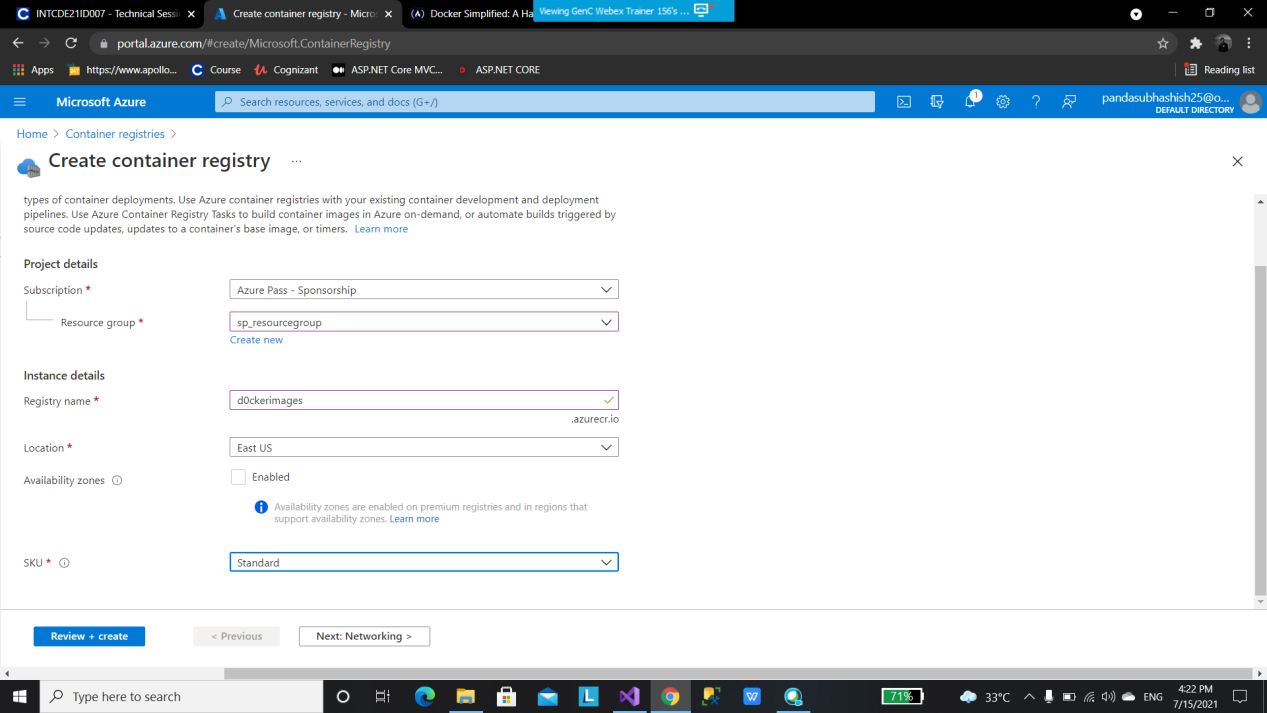 INTCDE21ID007 - Technical Sessi
Create container registry - Micros
Docker Simplified: A Ha
Viewing GenC Webex Trainer 156's ...
portal.azure.com/#create/Microsoft.ContainerRegistry
Apps
https://www.apollo...
Course
Cognizant
ASP.NET Core MVC...
ASP.NET CORE
Reading list
Microsoft Azure
Search resources, services, and docs (G+/)
1
pandasubhashish25@o...
DEFAULT DIRECTORY
Home > Container registries >
Create container registry ...
types of container deployments. Use Azure container registries with your existing container development and deployment
pipelines. Use Azure Container Registry Tasks to build container images in Azure on-demand, or automate builds triggered by
source code updates, updates to a container's base image, or timers. Learn more
Project details
Subscription *
Azure Pass - Sponsorship
Resource group *
sp_resourcegroup
Create new
Instance details
Registry name *
d0ckerimages
.azurecr.io
Location *
East US
Availability zones
Enabled
Availability zones are enabled on premium registries and in regions that
support availability zones. Learn more
SKU *
Standard
Review + create
< Previous
Next: Networking >
Type here to search
71%
33°C
ENG
4:22 PM
7/15/2021